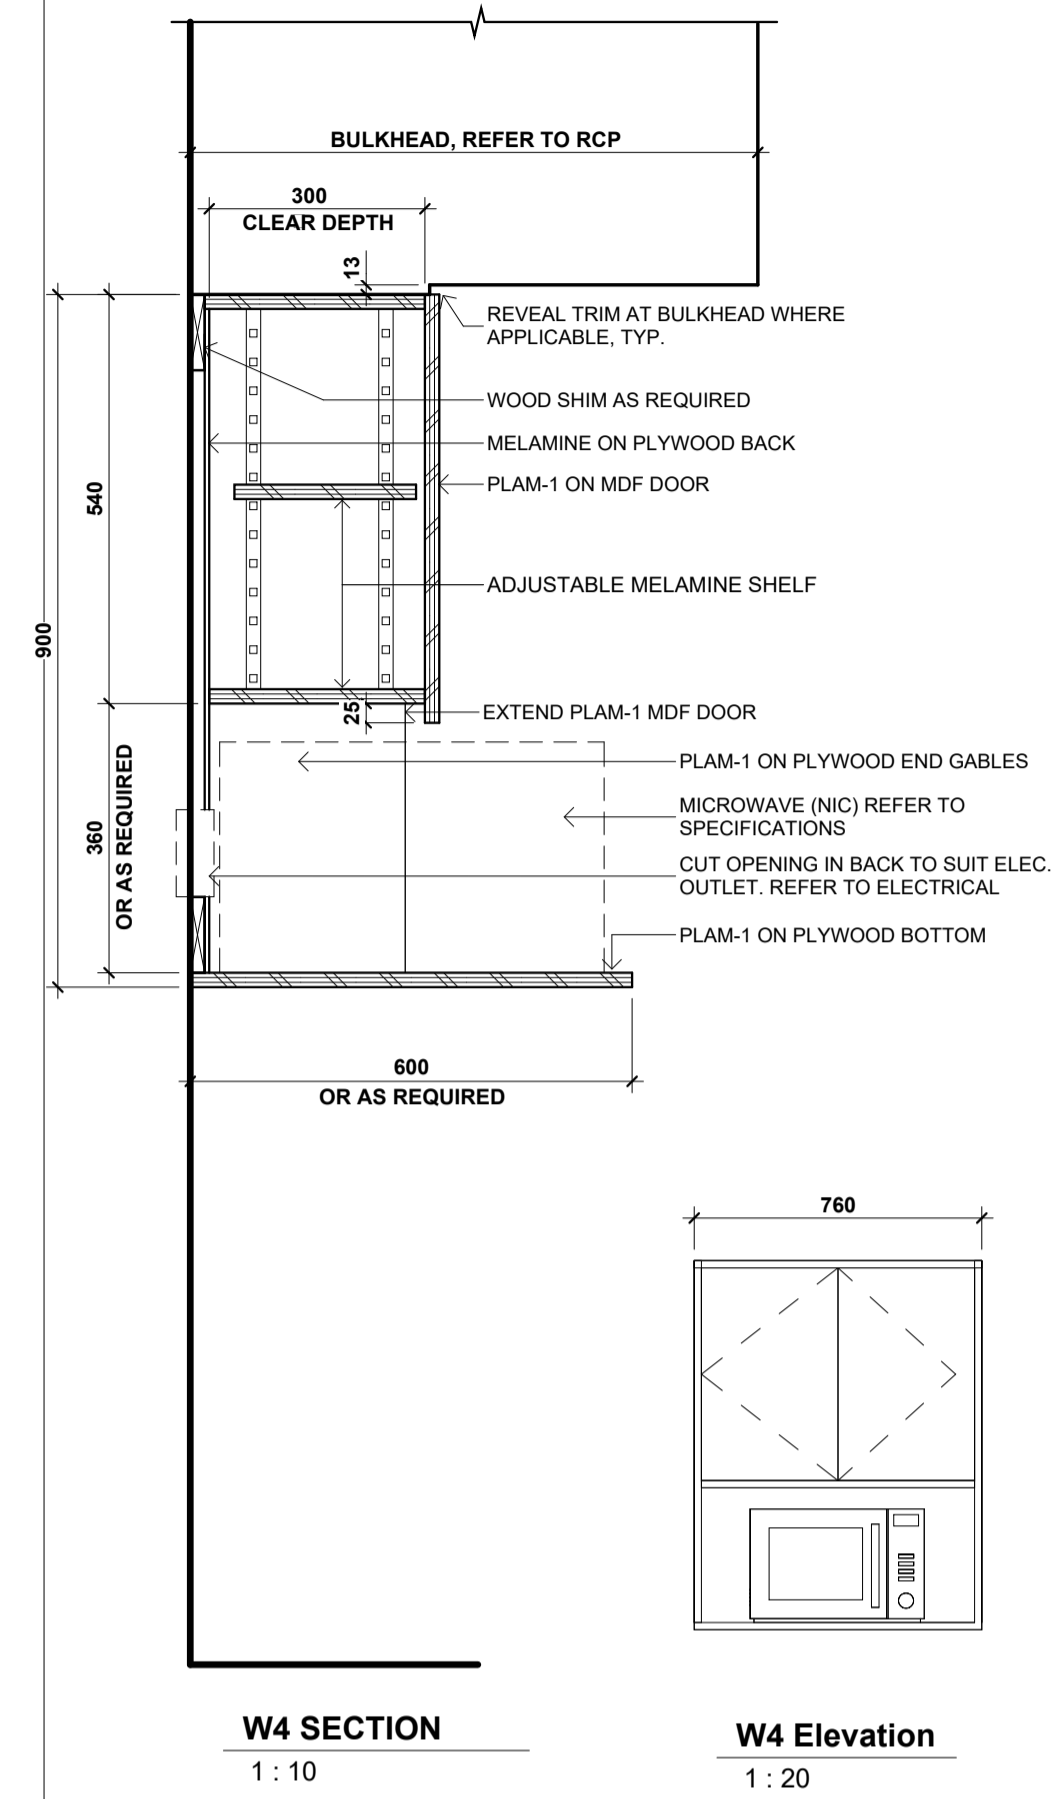 BULKHEAD, REFER TO RCP
300
CLEAR DEPTH
13
REVEAL TRIM AT BULKHEAD WHERE
APPLICABLE, TYP.
WOOD SHIM AS REQUIRED
MELAMINE ON PLYWOOD BACK
PLAM-1 ON MDF DOOR
540
ADJUSTABLE MELAMINE SHELF
900
25
EXTEND PLAM-1 MDF DOOR
PLAM-1 ON PLYWOOD END GABLES
MICROWAVE (NIC) REFER TO
SPECIFICATIONS
360
OR AS REQUIRED
CUT OPENING IN BACK TO SUIT ELEC.
OUTLET. REFER TO ELECTRICAL
PLAM-1 ON PLYWOOD BOTTOM
600
OR AS REQUIRED
760
W4 SECTION
1 : 10
W4 Elevation
1 : 20